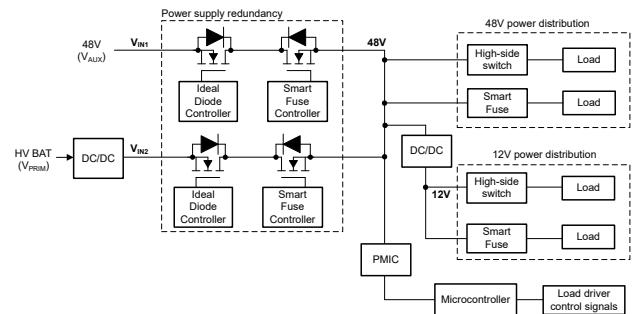 Power supply redundancy
48V
(VAUX)
VIN1
Ideal
Diode
Controller
Smart
Fuse
Controller
48V
HV BAT
(VPRIM)
DC/DC
VIN2
Ideal
Diode
Controller
Smart
Fuse
Controller
48V power distribution
High-side
switch
Load
Smart
Fuse
Load
DC/DC
12V
12V power distribution
High-side
switch
Load
Smart
Fuse
Load
PMIC
Microcontroller
Load driver
control signals